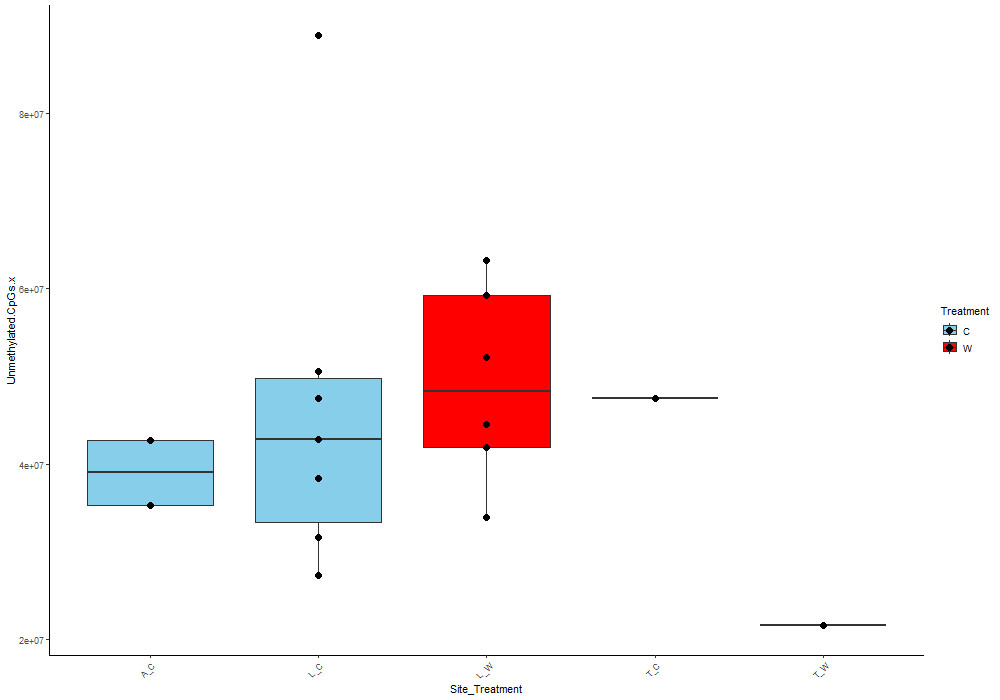 8e+07
6e+07
4e+07
2e+07
Unmethylated.CpGs.x
A_C
L_C
L_W
T_C
T_W
Site_Treatment
Treatment
C
W